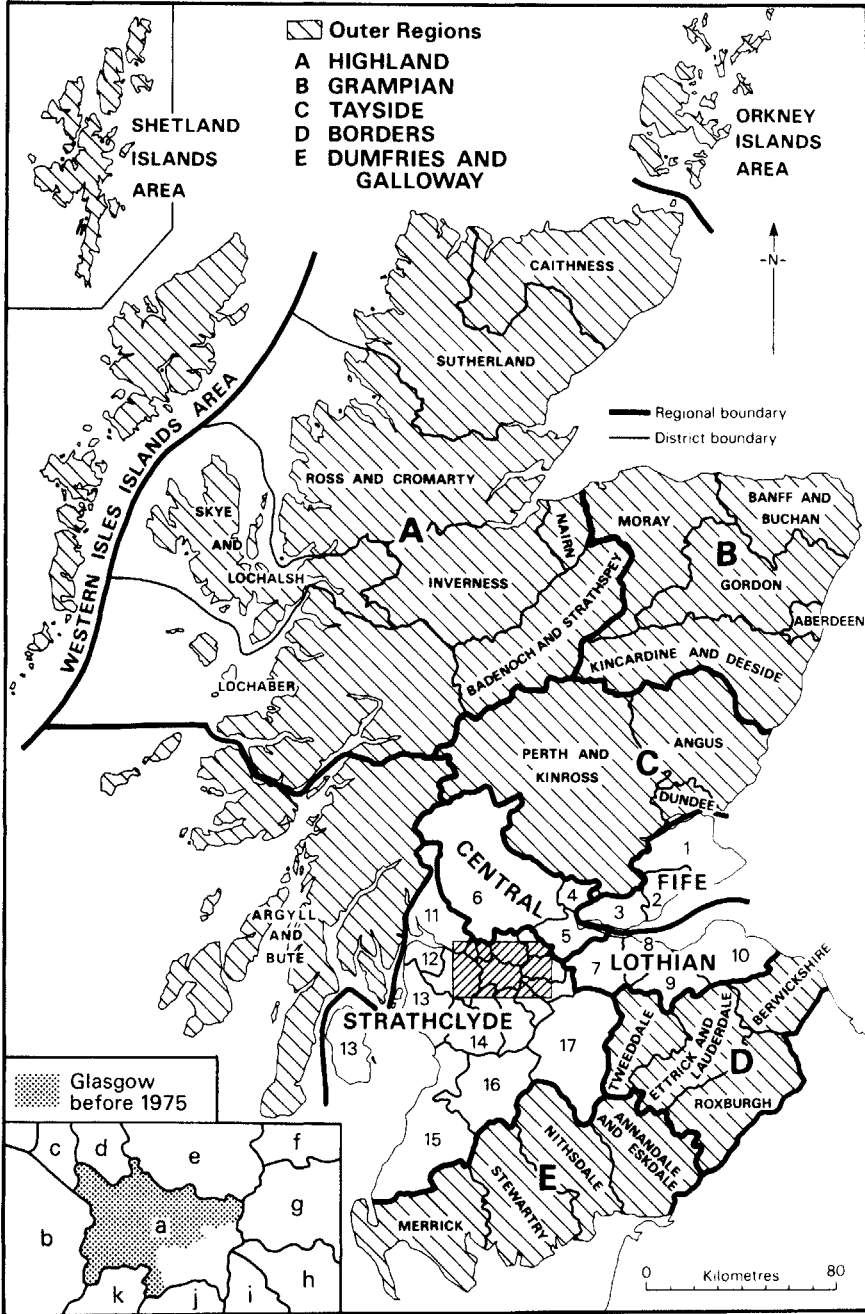 Outer Regions
A HIGHLAND
B GRAMPIAN
C TAYSIDE
D BORDERS
E DUMFRIES AND
GALLOWAY
SHETLAND
ISLANDS
AREA
ORKNEY
ISLANDS
AREA
-N-
CAITHNESS
SUTHERLAND
WESTERN ISLES ISLANDS AREA
Regional boundary
District boundary
ROSS AND CROMARTY
SKYE
AND
LOCHALSH
A
NAIRN
MORAY
BANFF AND
BUCHAN
B
GORDON
INVERNESS
ABERDEEN
BADENOCH AND STRATHSPEY
KINCARDINE AND DEESIDE
LOCHABER
PERTH AND
KINROSS
C
ANGUS
DUNDEE
1
CENTRAL
FIFE
6
4
2
3
5
ARGYLL
AND
BUTE
11
12
8
7
LOTHIAN
10
9
BERWICKSHIRE
13
STRATHCLYDE
13
14
17
TWEEDDALE
ETTRICK AND
LAUDERDALE
D
ROXBURGH
16
15
ANNANDALE
AND ESKDALE
NITHSDALE
E
STEWARTRY
MERRICK
Glasgow
before 1975
c
d
e
f
b
a
g
k
j
i
h
0
80
Kilometres